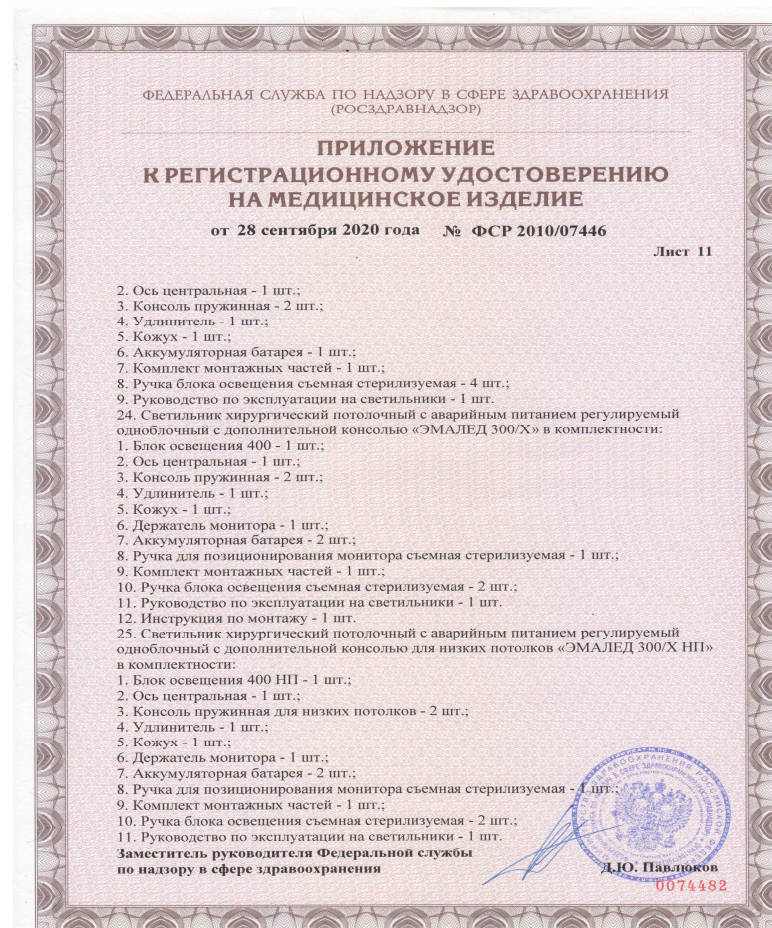 ФЕДЕРАЛЬНАЯ СЛУЖБА ПО НАДЗОРУ В СФЕРЕ ЗДРАВООХРАНЕНИЯ
(РОСЗДРАВНАДЗОР)
ПРИЛОЖЕНИЕ
К РЕГИСТРАЦИОННОМУ УДОСТОВЕРЕНИЮ
НА МЕДИЦИНСКОЕ ИЗДЕЛИЕ
от 28 сентября 2020 года № ФСР 2010/07446
Лист 11
2. Ось центральная - 1 шт.;
3. Консоль пружинная - 2 шт.;
4. Удлинитель - 1 шт.;
5. Кожух - 1 шт.;
6. Аккумуляторная батарея - 1 шт.;
7. Комплект монтажных частей - 1 шт.;
8. Ручка блока освещения съемная стерилизуемая - 4 шт.;
9. Руководство по эксплуатации на светильники - 1 шт.
24. Светильник хирургический потолочный с аварийным питанием регулируемый
одноблочный с дополнительной консолью «ЭМАЛЕД 300/Х» в комплектности:
1. Блок освещения 400 - 1 шт.;
2. Ось центральная - 1 шт.;
3. Консоль пружинная - 2 шт.;
4. Удлинитель - 1 шт.;
5. Кожух - 1 шт.;
6. Держатель монитора - 1 шт.;
7. Аккумуляторная батарея - 2 шт.;
8. Ручка для позиционирования монитора съемная стерилизуемая - 1 шт.;
9. Комплект монтажных частей - 1 шт.;
10. Ручка блока освещения съемная стерилизуемая - 2 шт.;
11. Руководство по эксплуатации на светильники - 1 шт.
12. Инструкция по монтажу - 1 шт.
25. Светильник хирургический потолочный с аварийным питанием регулируемый
одноблочный с дополнительной консолью для низких потолков «ЭМАЛЕД 300/Х НП»
в комплектности:
1. Блок освещения 400 НП - 1 шт.;
2. Ось центральная - 1 шт.;
3. Консоль пружинная для низких потолков - 2 шт.;
4. Удлинитель - 1 шт.;
5. Кожух - 1 шт.;
6. Держатель монитора - 1 шт.;
7. Аккумуляторная батарея - 2 шт.;
8. Ручка для позиционирования монитора съемная стерилизуемая - 1 шт.;
9. Комплект монтажных частей - 1 шт.;
10. Ручка блока освещения съемная стерилизуемая - 2 шт.;
11. Руководство по эксплуатации на светильники - 1 шт.
Заместитель руководителя Федеральной службы
по надзору в сфере здравоохранения
Д.Ю. Павлюков
0074482